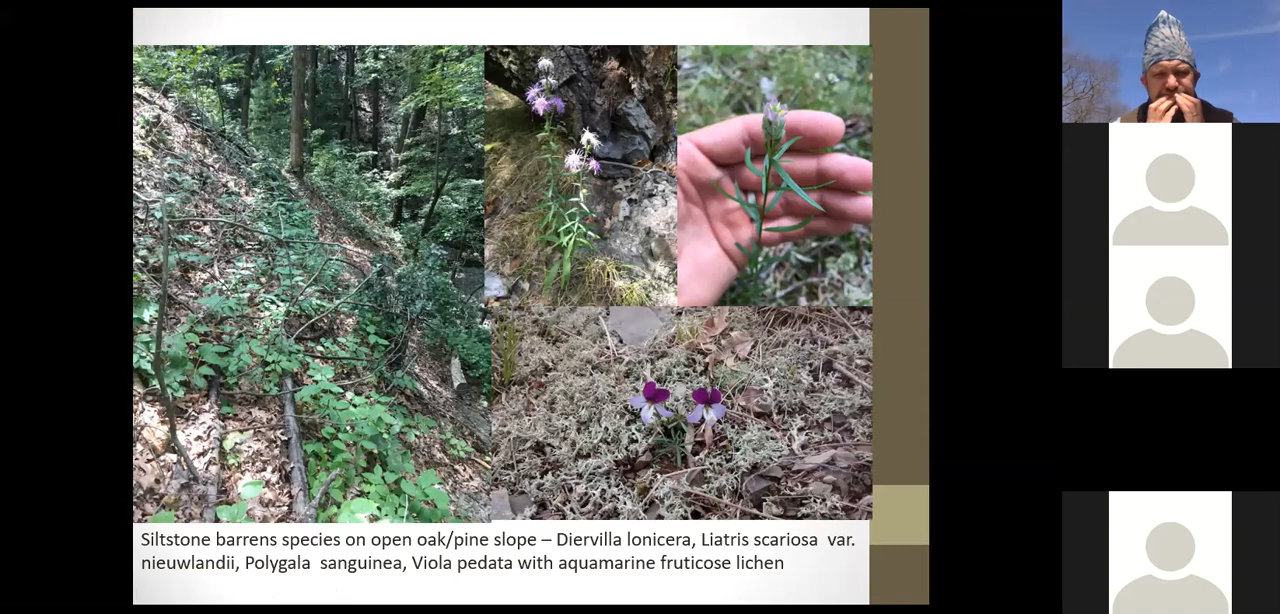 Siltstone barrens species on open oak/pine slope – Diervilla lonicera, Liatris scariosa  var.
nieuwlandii, Polygala  sanguinea, Viola pedata with aquamarine fruticose lichen